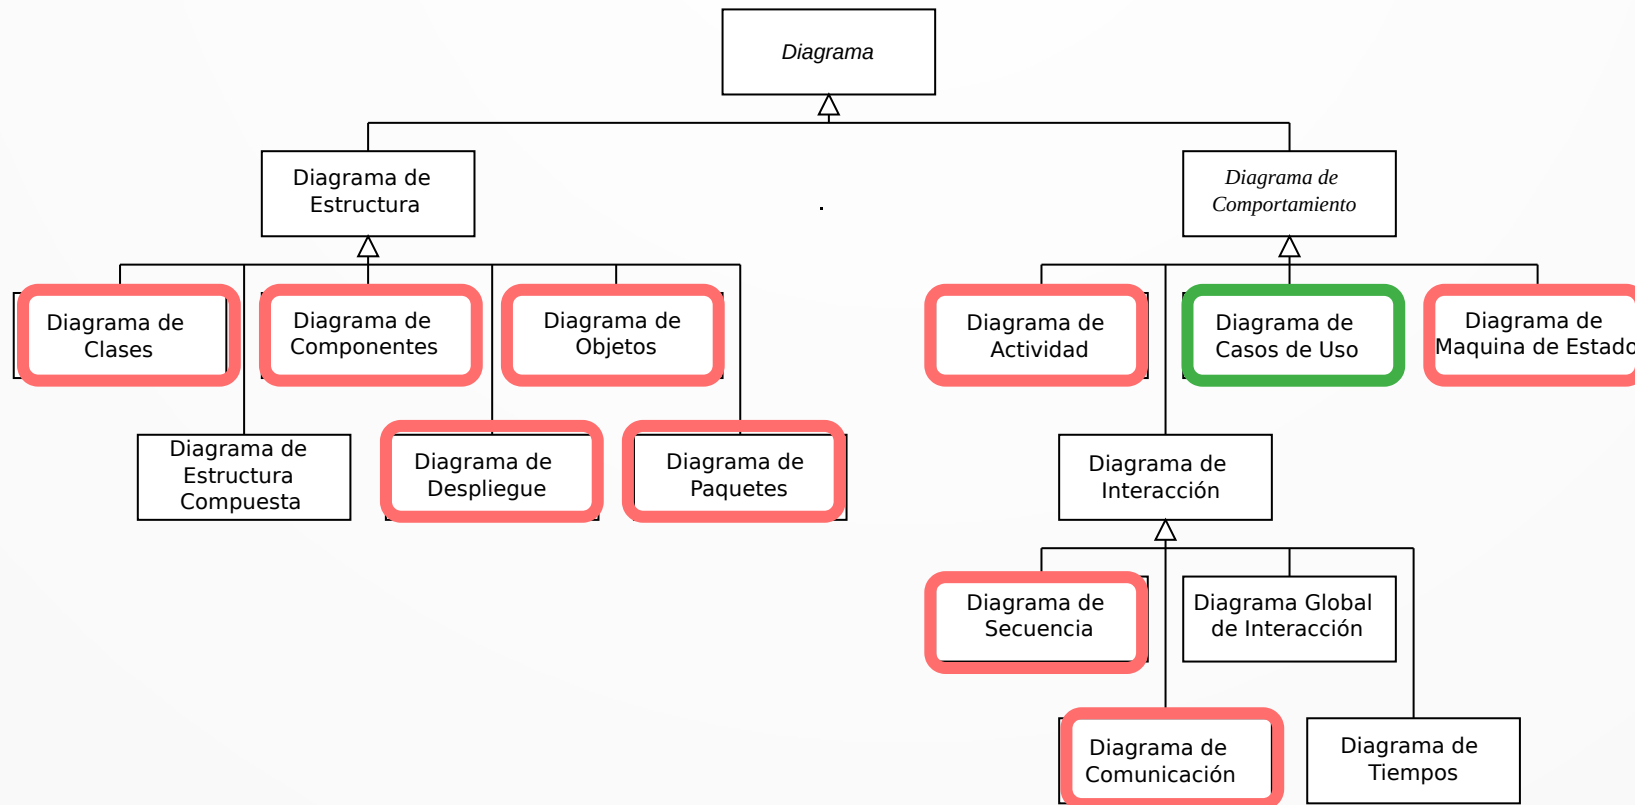 Diagrama
Diagrama de
Estructura
Diagrama de
Comportamiento
Diagrama de
Clases
Diagrama de
Componentes
Diagrama de
Objetos
Diagrama de
Actividad
Diagrama de
Casos de Uso
Diagrama de
Maquina de Estado
Diagrama de
Estructura
Compuesta
Diagrama de
Despliegue
Diagrama de
Paquetes
Diagrama de
Interacción
Diagrama de
Secuencia
Diagrama Global
de Interacción
Diagrama de
Comunicación
Diagrama de
Tiempos